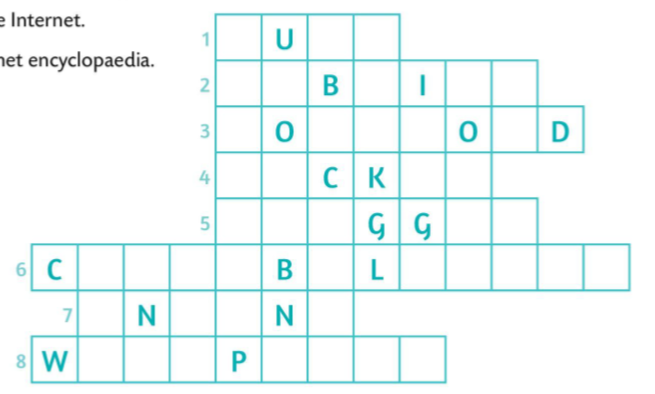 e Internet.
net encyclopaedia.
1 U
2 B I
3 O O D
4 C K
5 G G
6 C B L
7 N N
8 W P